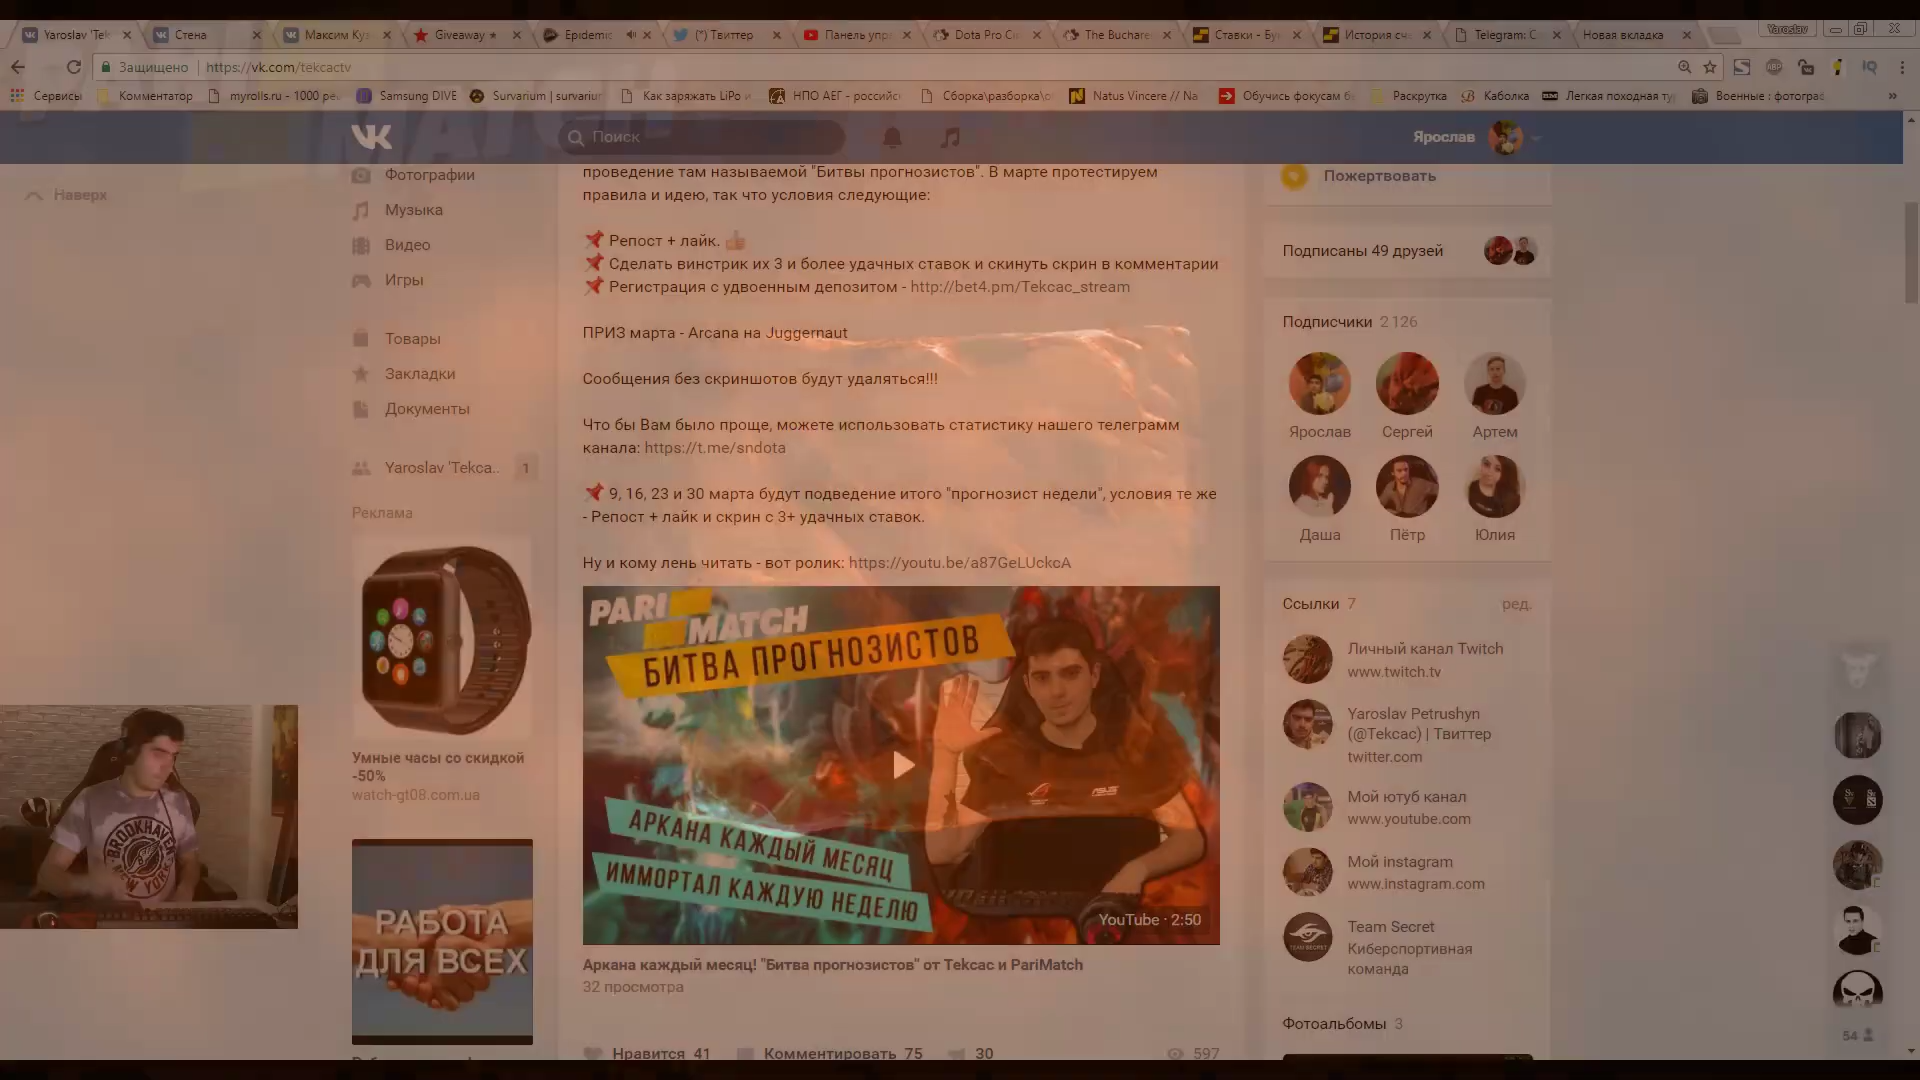 Yaroslav 'Tek
Стена
Максим Куз
Giveaway ★
Epidemic
(*) Твиттер
Панель упр
Dota Pro Ci
The Buchare
Ставки - Бу
История сч
Telegram: C
Новая вкладка
Yaroslav
Защищено
https://vk.com/tekcactv
Сервисы
Комментатор
myrolls.ru - 1000 ре
Samsung DIVE
Survarium | survariu
Как заряжать LiPo и
НПО АЕГ - российс
Сборка\разборка\о
Natus Vincere // Na
Обучись фокусам б
Раскрутка
Каболка
Легкая походная ту
Военные : фотограф
»
Поиск
Ярослав
Наверх
Фотографии
Музыка
Видео
Игры
Товары
Закладки
Документы
Yaroslav 'Tekca..
1
Реклама
Умные часы со скидкой
-50%
watch-gt08.com.ua
РАБОТА
ДЛЯ ВСЕХ
BROOKHAVEN
NEW YORK
проведение там называемой "Битвы прогнозистов". В марте протестируем
правила и идею, так что условия следующие:
📌 Репост + лайк. 👍
📌 Сделать винстрик их 3 и более удачных ставок и скинуть скрин в комментарии
📌 Регистрация с удвоенным депозитом - http://bet4.pm/Tekcac_stream
ПРИЗ марта - Arcana на Juggernaut
Сообщения без скриншотов будут удаляться!!!
Что бы Вам было проще, можете использовать статистику нашего телеграмм
канала: https://t.me/sndota
📌 9, 16, 23 и 30 марта будут подведение итого "прогнозист недели", условия те же
- Репост + лайк и скрин с 3+ удачных ставок.
Ну и кому лень читать - вот ролик: https://youtu.be/a87GeLUckcA
PARI
MATCH
БИТВА ПРОГНОЗИСТОВ
АРКАНА КАЖДЫЙ МЕСЯЦ
ИММОРТАЛ КАЖДУЮ НЕДЕЛЮ
YouTube · 2:50
Аркана каждый месяц! "Битва прогнозистов" от Tekcac и PariMatch
32 просмотра
Нравится 41
Комментировать 75
30
597
Пожертвовать
Подписаны 49 друзей
Подписчики 2 126
Ярослав
Сергей
Артем
Даша
Пётр
Юлия
Ссылки 7
ред.
Личный канал Twitch
www.twitch.tv
Yaroslav Petrushyn
(@Tekcac) | Твиттер
twitter.com
Мой ютуб канал
www.youtube.com
Мой instagram
www.instagram.com
Team Secret
Киберспортивная
команда
Фотоальбомы 3
54